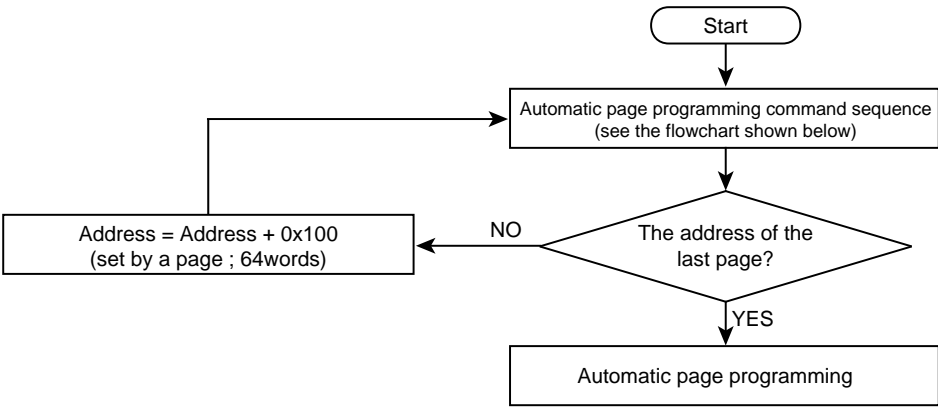 Start
Automatic page programming command sequence
(see the flowchart shown below)
Address = Address + 0x100
(set by a page ; 64words)
NO
The address of the
last page?
YES
Automatic page programming